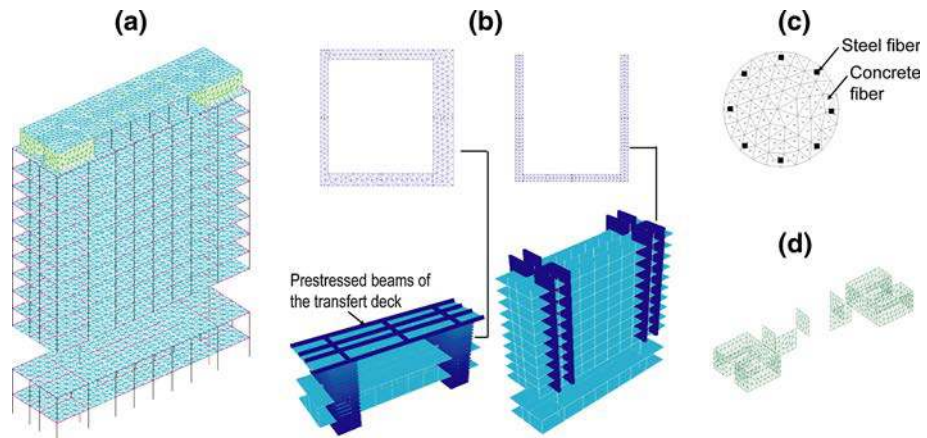 (a)
(b)
(c)
Steel fiber
Concrete
fiber
(d)
Prestressed beams of
the transfert deck